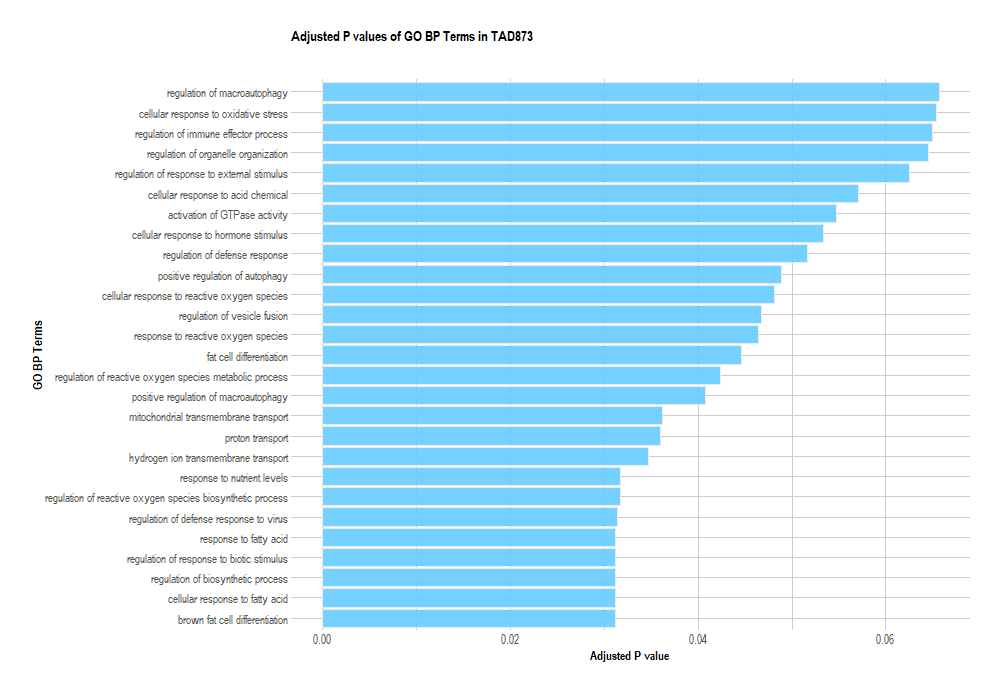 Adjusted P values of GO BP Terms in TAD873
GO BP Terms
regulation of macroautophagy
cellular response to oxidative stress
regulation of immune effector process
regulation of organelle organization
regulation of response to external stimulus
cellular response to acid chemical
activation of GTPase activity
cellular response to hormone stimulus
regulation of defense response
positive regulation of autophagy
cellular response to reactive oxygen species
regulation of vesicle fusion
response to reactive oxygen species
fat cell differentiation
regulation of reactive oxygen species metabolic process
positive regulation of macroautophagy
mitochondrial transmembrane transport
proton transport
hydrogen ion transmembrane transport
response to nutrient levels
regulation of reactive oxygen species biosynthetic process
regulation of defense response to virus
response to fatty acid
regulation of response to biotic stimulus
regulation of biosynthetic process
cellular response to fatty acid
brown fat cell differentiation
0.00 0.02 0.04 0.06
Adjusted P value